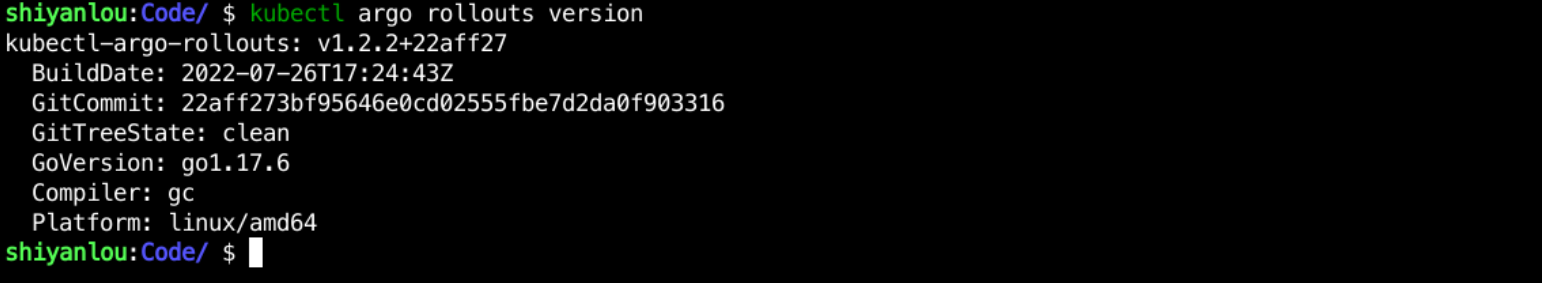 shiyanlou:Code/ $ kubectl argo rollouts version
kubectl-argo-rollouts: v1.2.2+22aff27
  BuildDate: 2022-07-26T17:24:43Z
  GitCommit: 22aff273bf95646e0cd02555fbe7d2da0f903316
  GitTreeState: clean
  GoVersion: go1.17.6
  Compiler: gc
  Platform: linux/amd64
shiyanlou:Code/ $